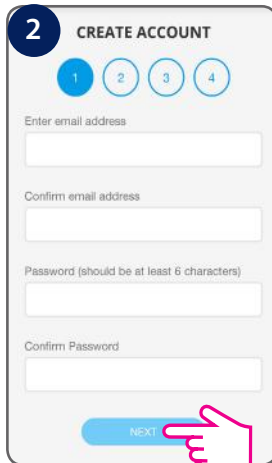 2
CREATE ACCOUNT
1 2 3 4
Enter email address
Confirm email address
Password (should be at least 6 characters)
Confirm Password
NEXT